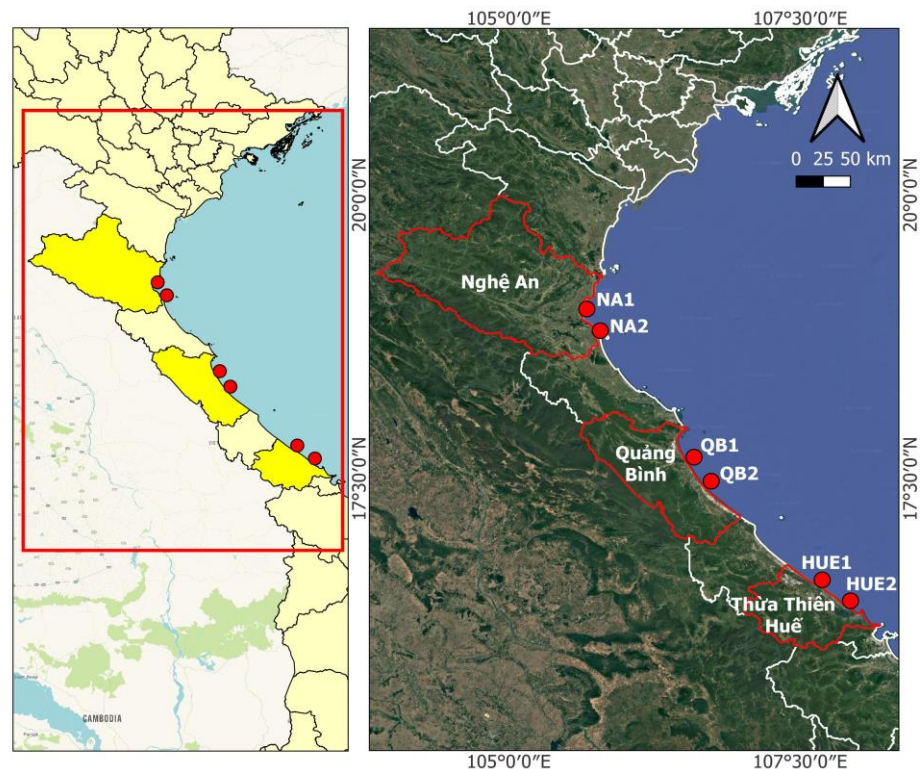 105°0′0″E
107°30′0″E
0 25 50 km
20°0′0″N
20°0′0″N
Nghệ An
NA1
NA2
Quảng
Bình
QB1
QB2
17°30′0″N
17°30′0″N
HUE1
HUE2
Thừa Thiên
Huế
CAMBODIA
105°0′0″E
107°30′0″E